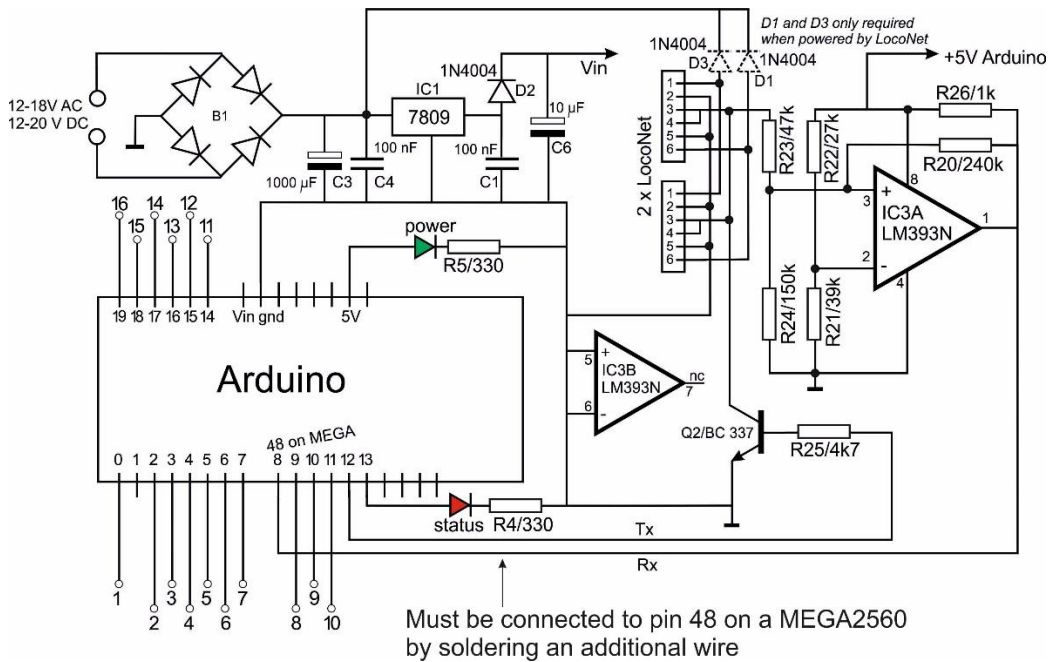 D1 and D3 only required
when powered by LocoNet
1N4004
1N4004
D3
D1
+5V Arduino
1N4004
D2
Vin
12-18V AC
12-20 V DC
B1
IC1
7809
10 µF
C6
100 nF
100 nF
1000 µF
C3
C4
C1
1
2
3
4
5
6
2 x LocoNet
1
2
3
4
5
6
R23/47k
R22/27k
R26/1k
R20/240k
8
+
3
IC3A
LM393N
1
2
-
4
R24/150k
R21/39k
16
14
12
15
13
11
power
R5/330
19
18
17
16
15
14
Vin gnd
5V
Arduino
5
+
IC3B
LM393N
nc
7
6
-
48 on MEGA
0
1
2
3
4
5
6
7
8
9
10
11
12
13
Q2/BC 337
R25/4k7
status
R4/330
Tx
Rx
1
3
5
7
9
2
4
6
8
10
Must be connected to pin 48 on a MEGA2560
by soldering an additional wire